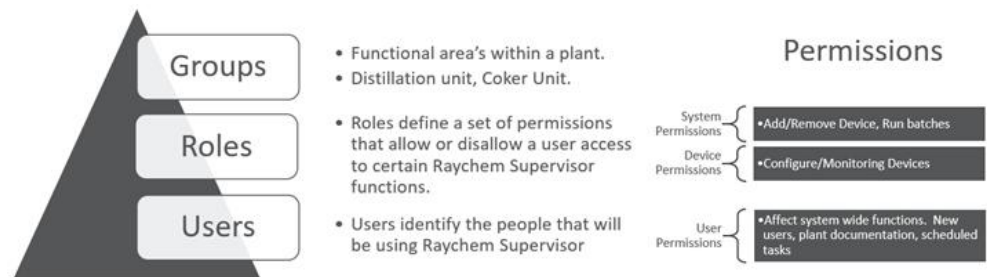 Groups
• Functional area's within a plant.
• Distillation unit, Coker Unit.
Roles
• Roles define a set of permissions
that allow or disallow a user access
to certain Raychem Supervisor
functions.
Users
• Users identify the people that will
be using Raychem Supervisor
Permissions
System
Permissions
•Add/Remove Device, Run batches
Device
Permissions
•Configure/Monitoring Devices
User
Permissions
•Affect system wide functions. New
users, plant documentation, scheduled
tasks